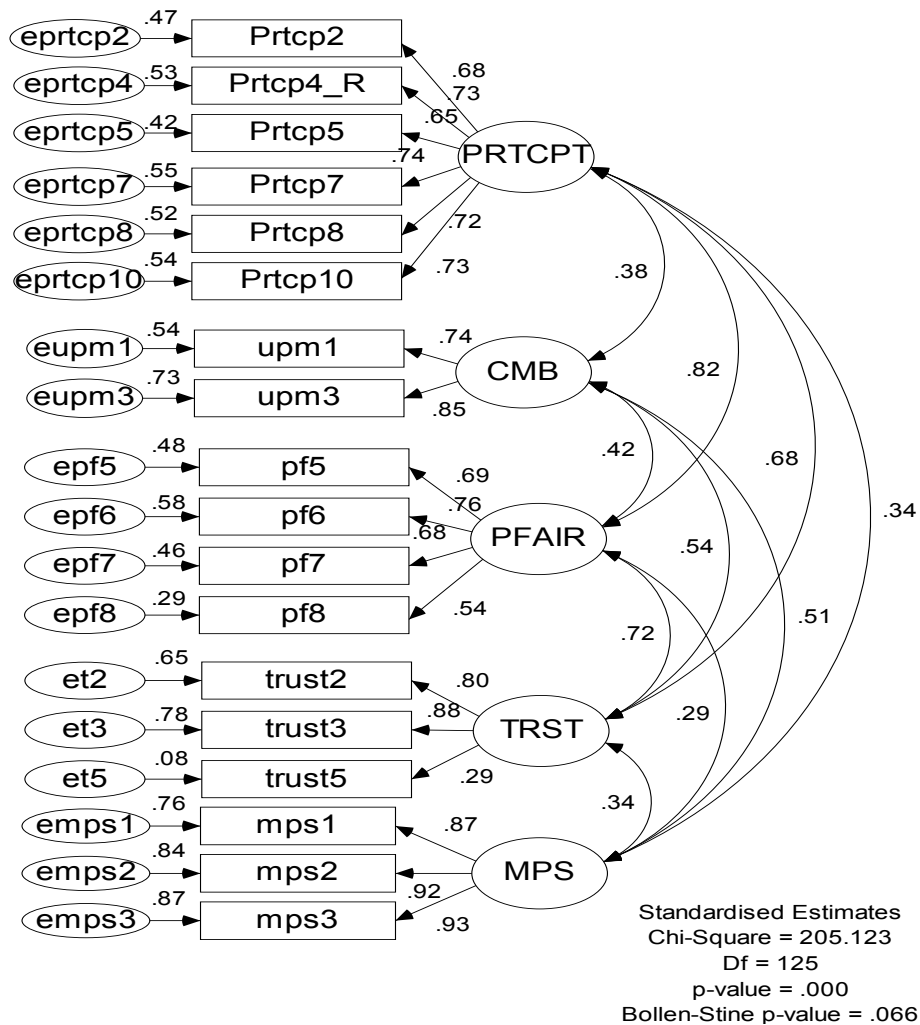 .47
eprtcp2 Prtcp2
.68
.53
eprtcp4 Prtcp4_R
.73
.65
.42
eprtcp5 Prtcp5
.74
PRTCPT
.55
eprtcp7 Prtcp7
.52
eprtcp8 Prtcp8
.72
.54
eprtcp10 Prtcp10
.73
.38
.54
eupm1 upm1
.74
CMB
.82
.73
eupm3 upm3
.85
.42
.68
.48
epf5 pf5
.69
.34
.58
epf6 pf6
.76
.68
PFAIR
.54
.46
epf7 pf7
.29
epf8 pf8
.54
.51
.72
.65
et2 trust2
.80
.29
.78
et3 trust3
.88
TRST
.08
et5 trust5
.29
.34
.76
emps1 mps1
.87
.84
emps2 mps2
.92
MPS
.87
emps3 mps3
.93
Standardised Estimates
Chi-Square = 205.123
Df = 125
p-value = .000
Bollen-Stine p-value = .066